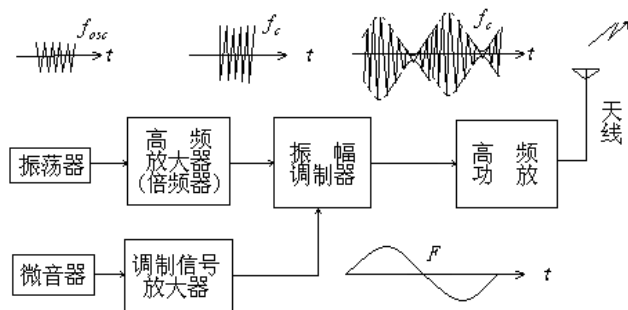 f_osc t
f_c t
f_c t
天线
振荡器
高 频
放大器
(倍频器)
振 幅
调制器
高 频
功 放
微音器
调制信号
放大器
F t